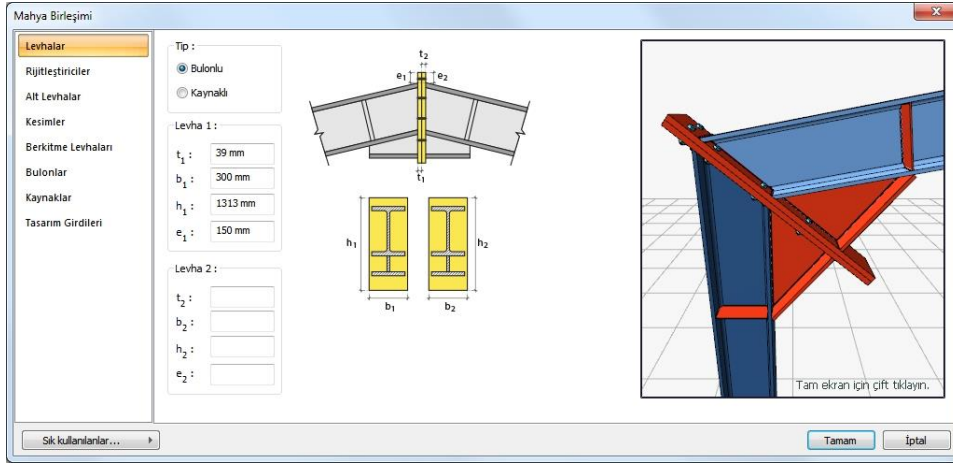 Mahya Birleşimi
Levhalar
Rijitleştiriciler
Alt Levhalar
Kesimler
Berkitme Levhaları
Bulonlar
Kaynaklar
Tasarım Girdileri
Tip :
Bulonlu
Kaynaklı
Levha 1 :
t1 : 39 mm
b1 : 300 mm
h1 : 1313 mm
e1 : 150 mm
Levha 2 :
t2 :
b2 :
h2 :
e2 :
t2
e1 e2
t1
h1 h2
b1 b2
Tam ekran için çift tıklayın.
Sık kullanılanlar...
Tamam
İptal